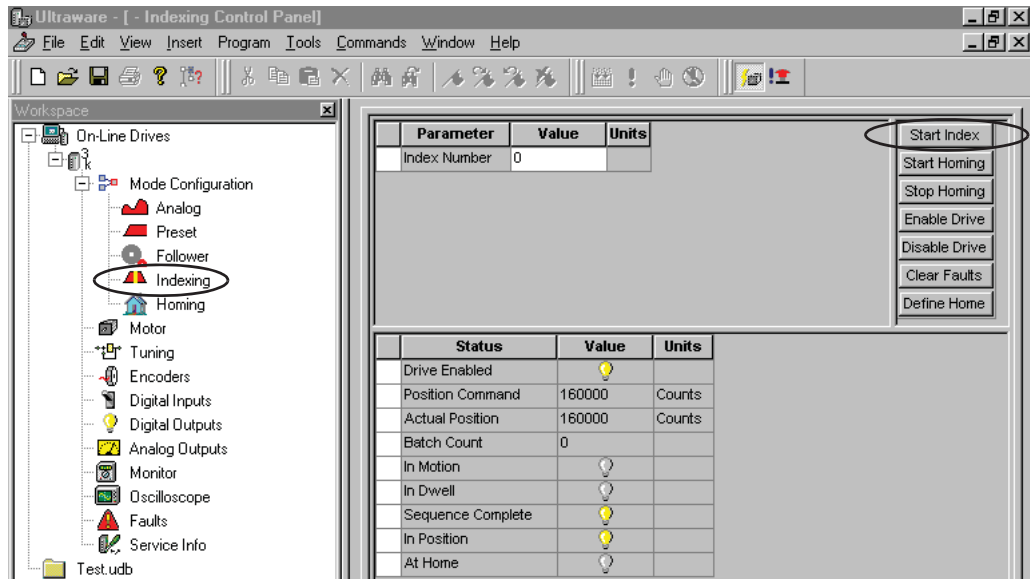 Ultraware - [ - Indexing Control Panel]
File Edit View Insert Program Tools Commands Window Help
Workspace
On-Line Drives
3k
Mode Configuration
Analog
Preset
Follower
Indexing
Homing
Motor
Tuning
Encoders
Digital Inputs
Digital Outputs
Analog Outputs
Monitor
Oscilloscope
Faults
Service Info
Test.udb
Parameter Value Units
Index Number 0
Start Index
Start Homing
Stop Homing
Enable Drive
Disable Drive
Clear Faults
Define Home
Status Value Units
Drive Enabled
Position Command 160000 Counts
Actual Position 160000 Counts
Batch Count 0
In Motion
In Dwell
Sequence Complete
In Position
At Home